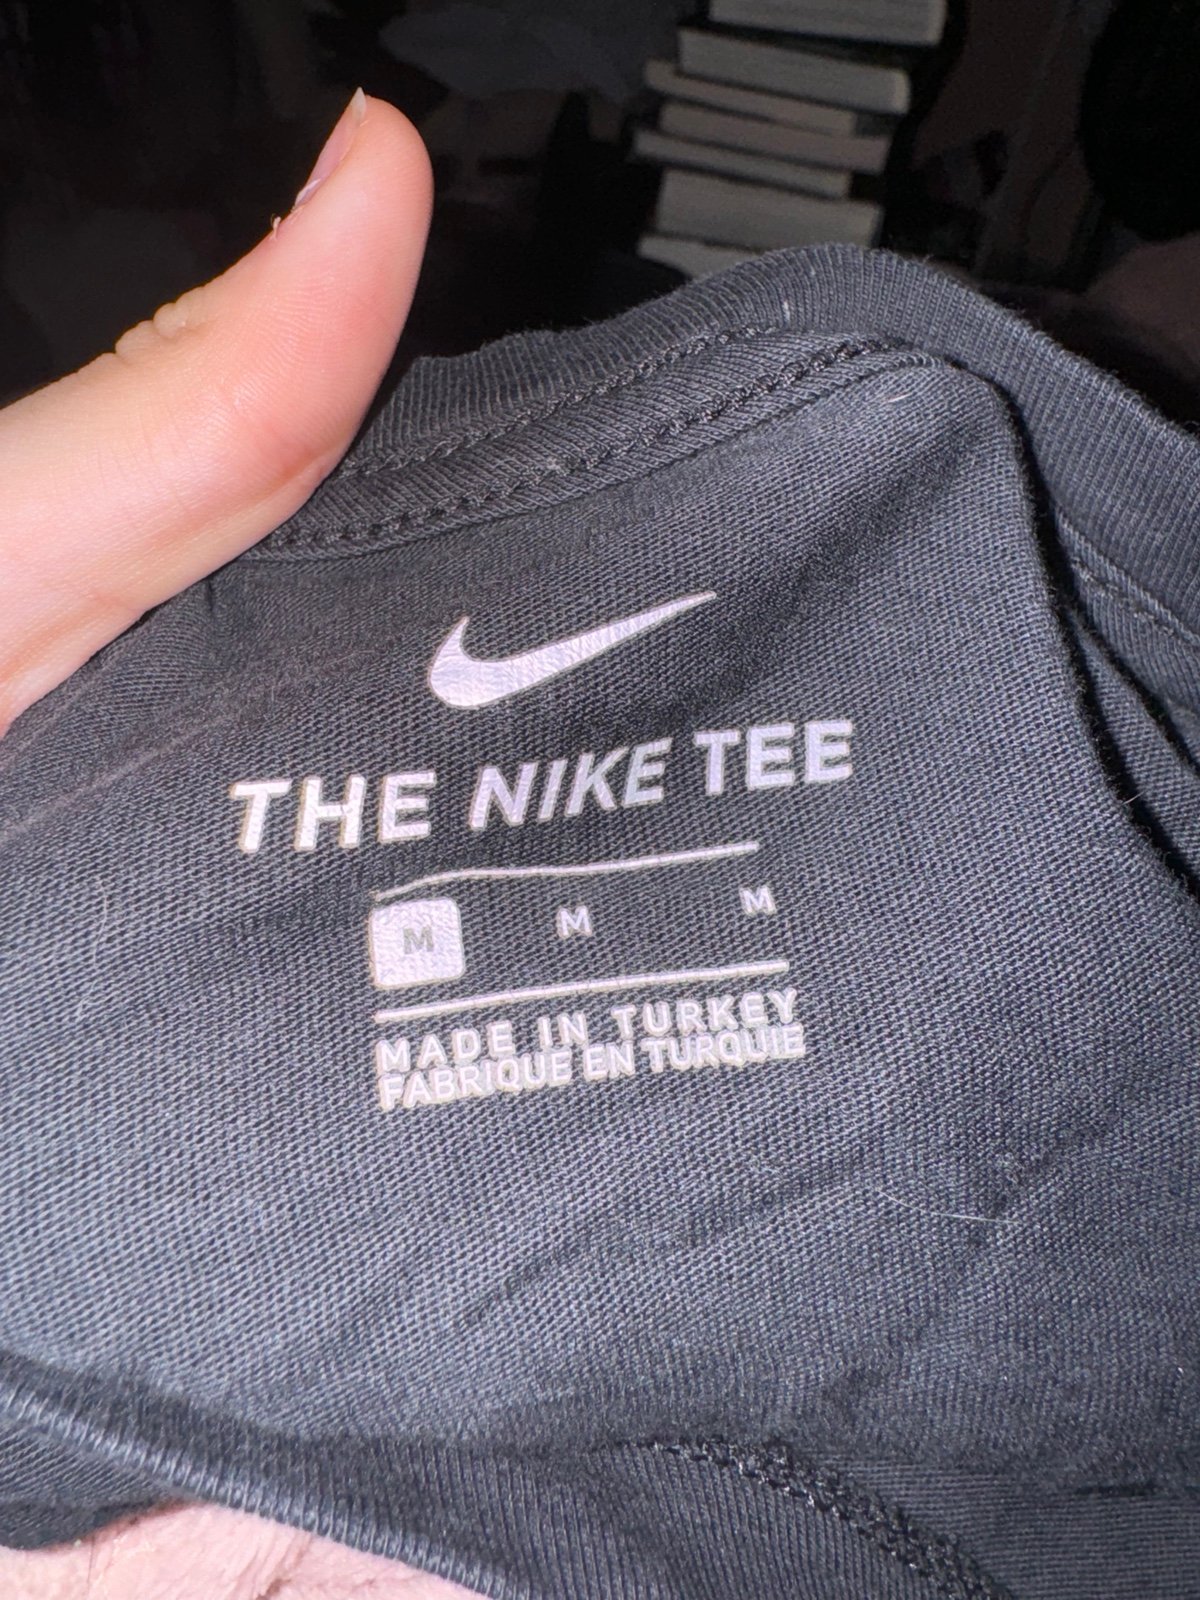 THE NIKE TEE
M M M
MADE IN TURKEY
FABRIQUE EN TURQUIE